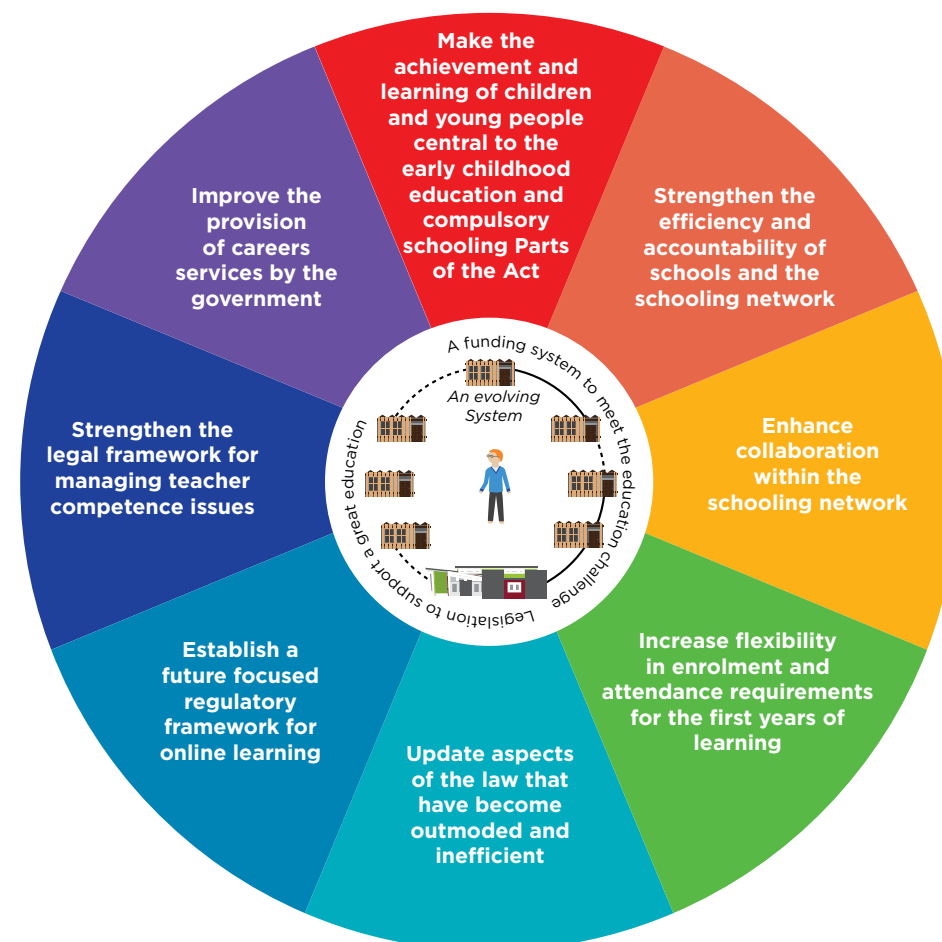 Make the
achievement and
learning of children
and young people
central to the
early childhood
education and
compulsory
schooling Parts
of the Act
Strengthen the
efficiency and
accountability of
schools and the
schooling network
Enhance
collaboration
within the
schooling network
Increase flexibility
in enrolment and
attendance requirements
for the first years of
learning
Update aspects
of the law that
have become
outmoded and
inefficient
Establish a
future focused
regulatory
framework for
online learning
Strengthen the
legal framework for
managing teacher
competence issues
Improve the
provision
of careers
services by the
government
A funding system to meet the education challenge
Legislation to support a great education
An evolving
System